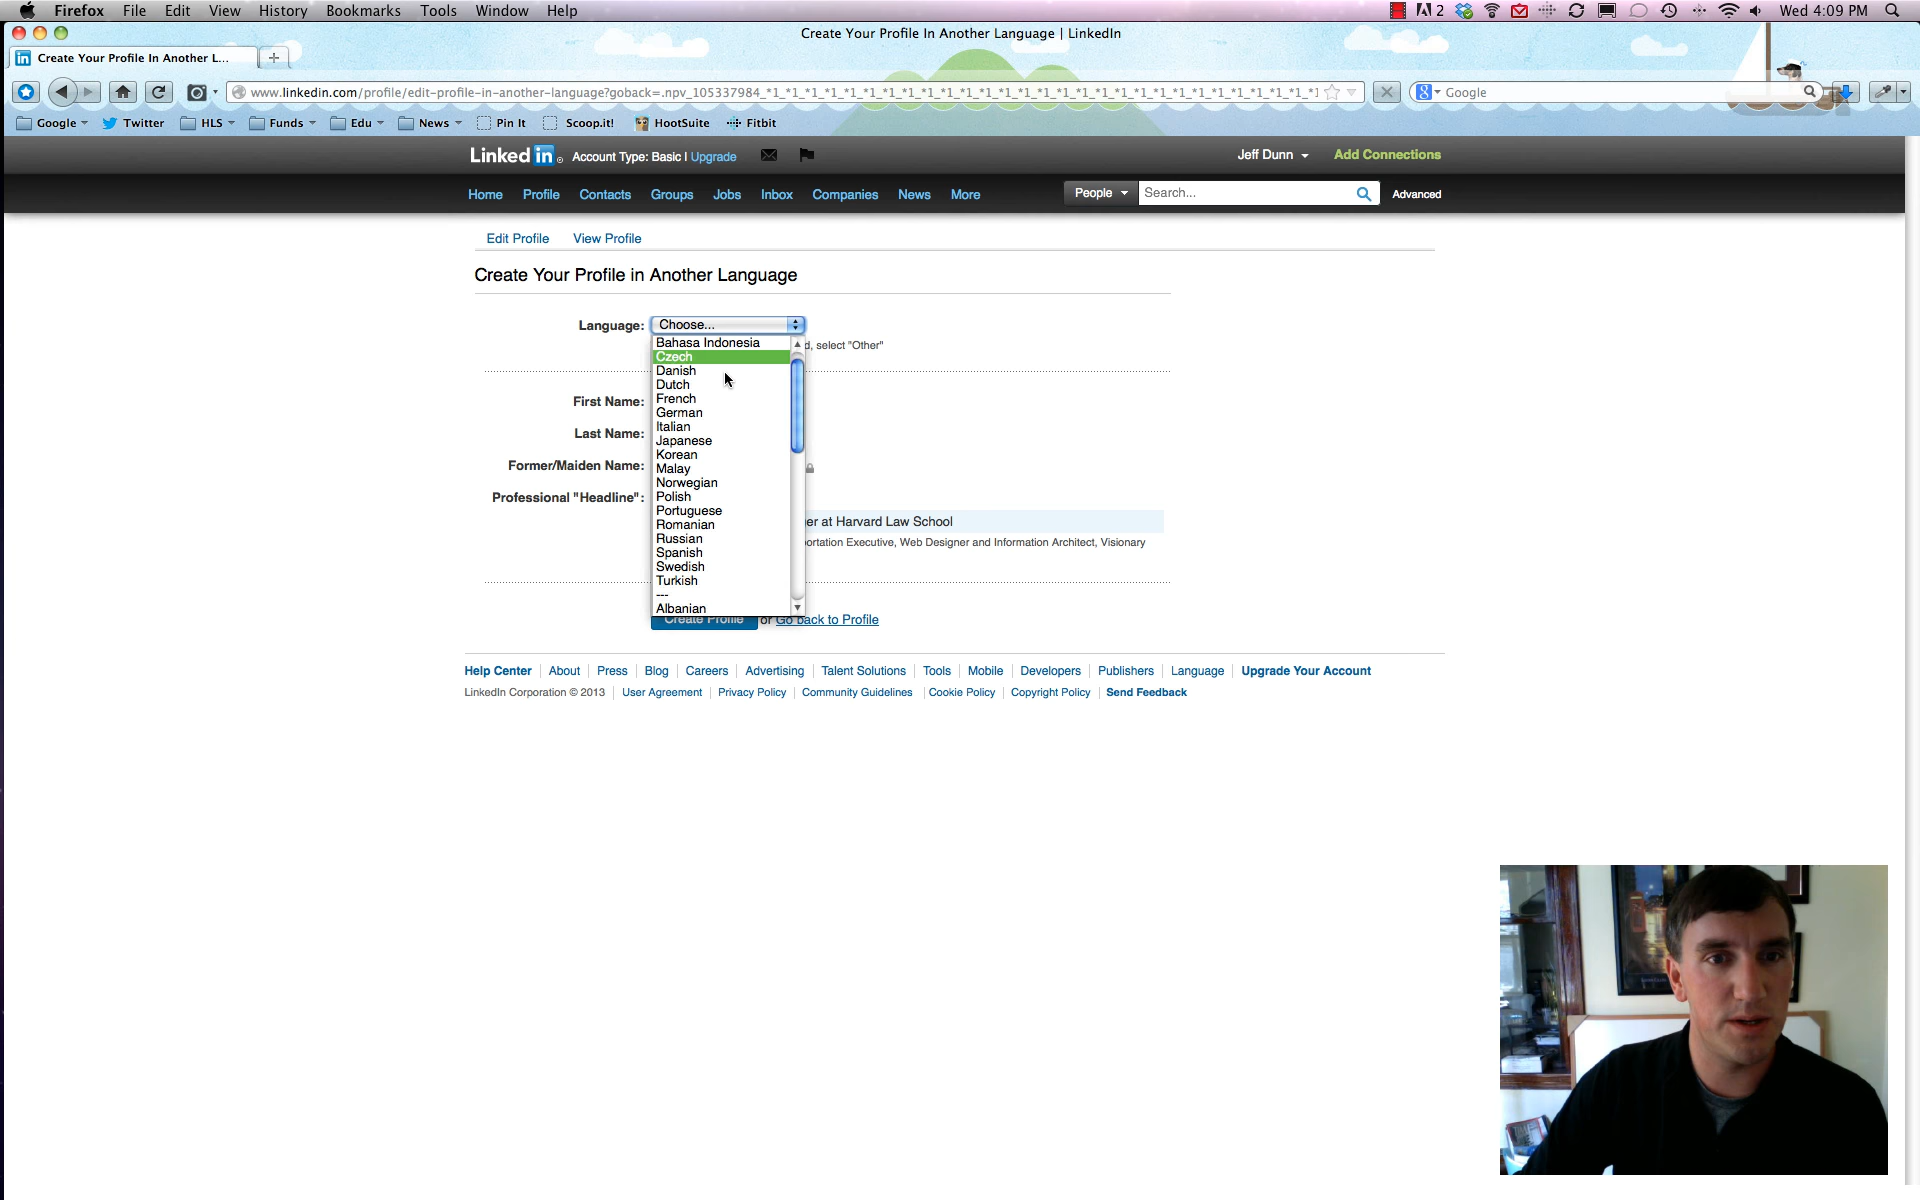 Firefox File Edit View History Bookmarks Tools Window Help 2 Wed 4:09 PM
Create Your Profile In Another Language | LinkedIn
in Create Your Profile In Another L... +
www.linkedin.com/profile/edit-profile-in-another-language?goback=.npv_105337984_*1_*1_*1_*1_*1_*1_*1_*1_*1_*1_*1_*1_*1_*1_*1_*1_*1_*1_*1_*1_*1_*1_*1_*1_*1_*1_*1_*1_*1 Google
Google Twitter HLS Funds Edu News Pin It Scoop.it! HootSuite Fitbit
Linked in Account Type: Basic | Upgrade Jeff Dunn Add Connections
Home Profile Contacts Groups Jobs Inbox Companies News More People Search... Advanced
Edit Profile View Profile
Create Your Profile in Another Language
Language: Choose...
Bahasa Indonesia
d, select "Other"
Czech
Danish
Dutch
French
First Name:
German
Italian
Last Name:
Japanese
Korean
Former/Maiden Name:
Malay
Norwegian
Polish
Professional "Headline":
Portuguese
er at Harvard Law School
Romanian
Russian
ortation Executive, Web Designer and Information Architect, Visionary
Spanish
Swedish
Turkish
---
Albanian
Create Profile or Go back to Profile
Help Center About Press Blog Careers Advertising Talent Solutions Tools Mobile Developers Publishers Language Upgrade Your Account
LinkedIn Corporation © 2013 User Agreement Privacy Policy Community Guidelines Cookie Policy Copyright Policy Send Feedback